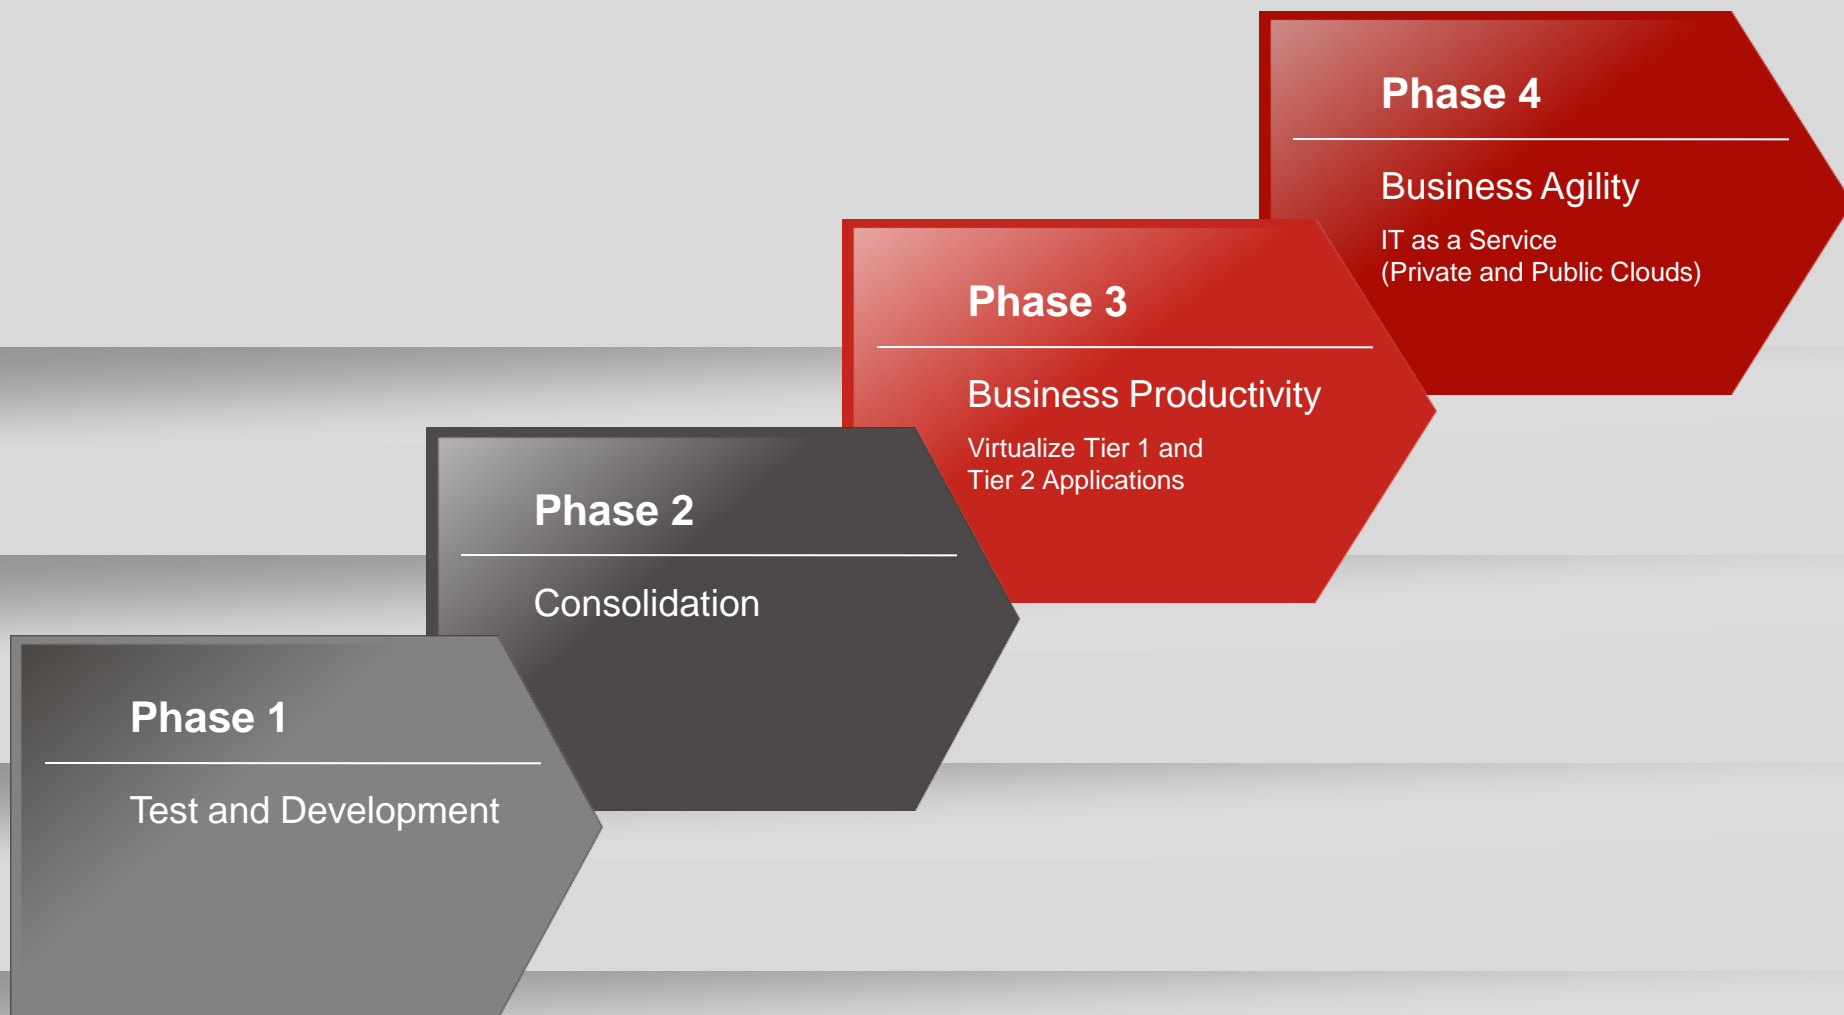 Phase 1
Test and Development
Phase 2
Consolidation
Phase 3
Business Productivity
Virtualize Tier 1 and
Tier 2 Applications
Phase 4
Business Agility
IT as a Service
(Private and Public Clouds)